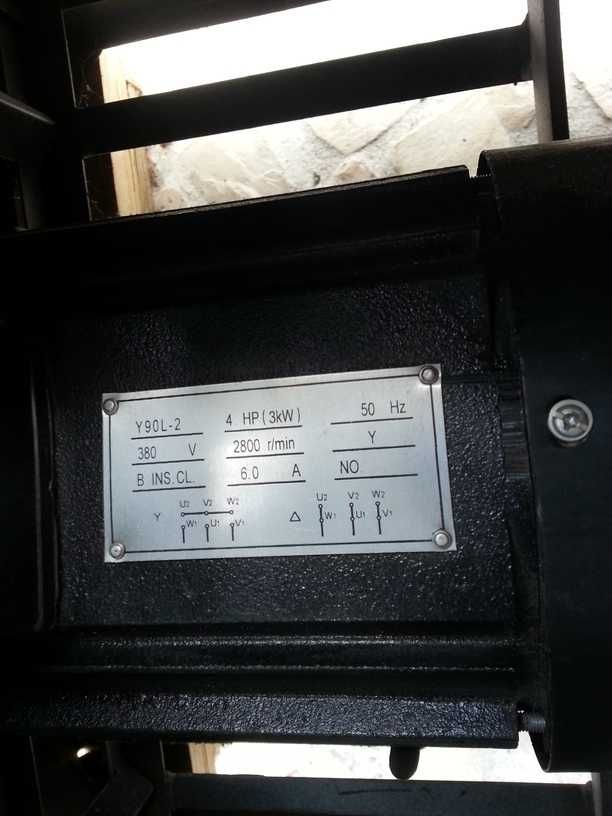 Y90L-2 4 HP(3kW) 50 Hz
380 V 2800 r/min Y
B INS.CL. 6.0 A NO.
U2 V2 W2 U2 V2 W2
Y W1 U1 V1 △ W1 U1 V1